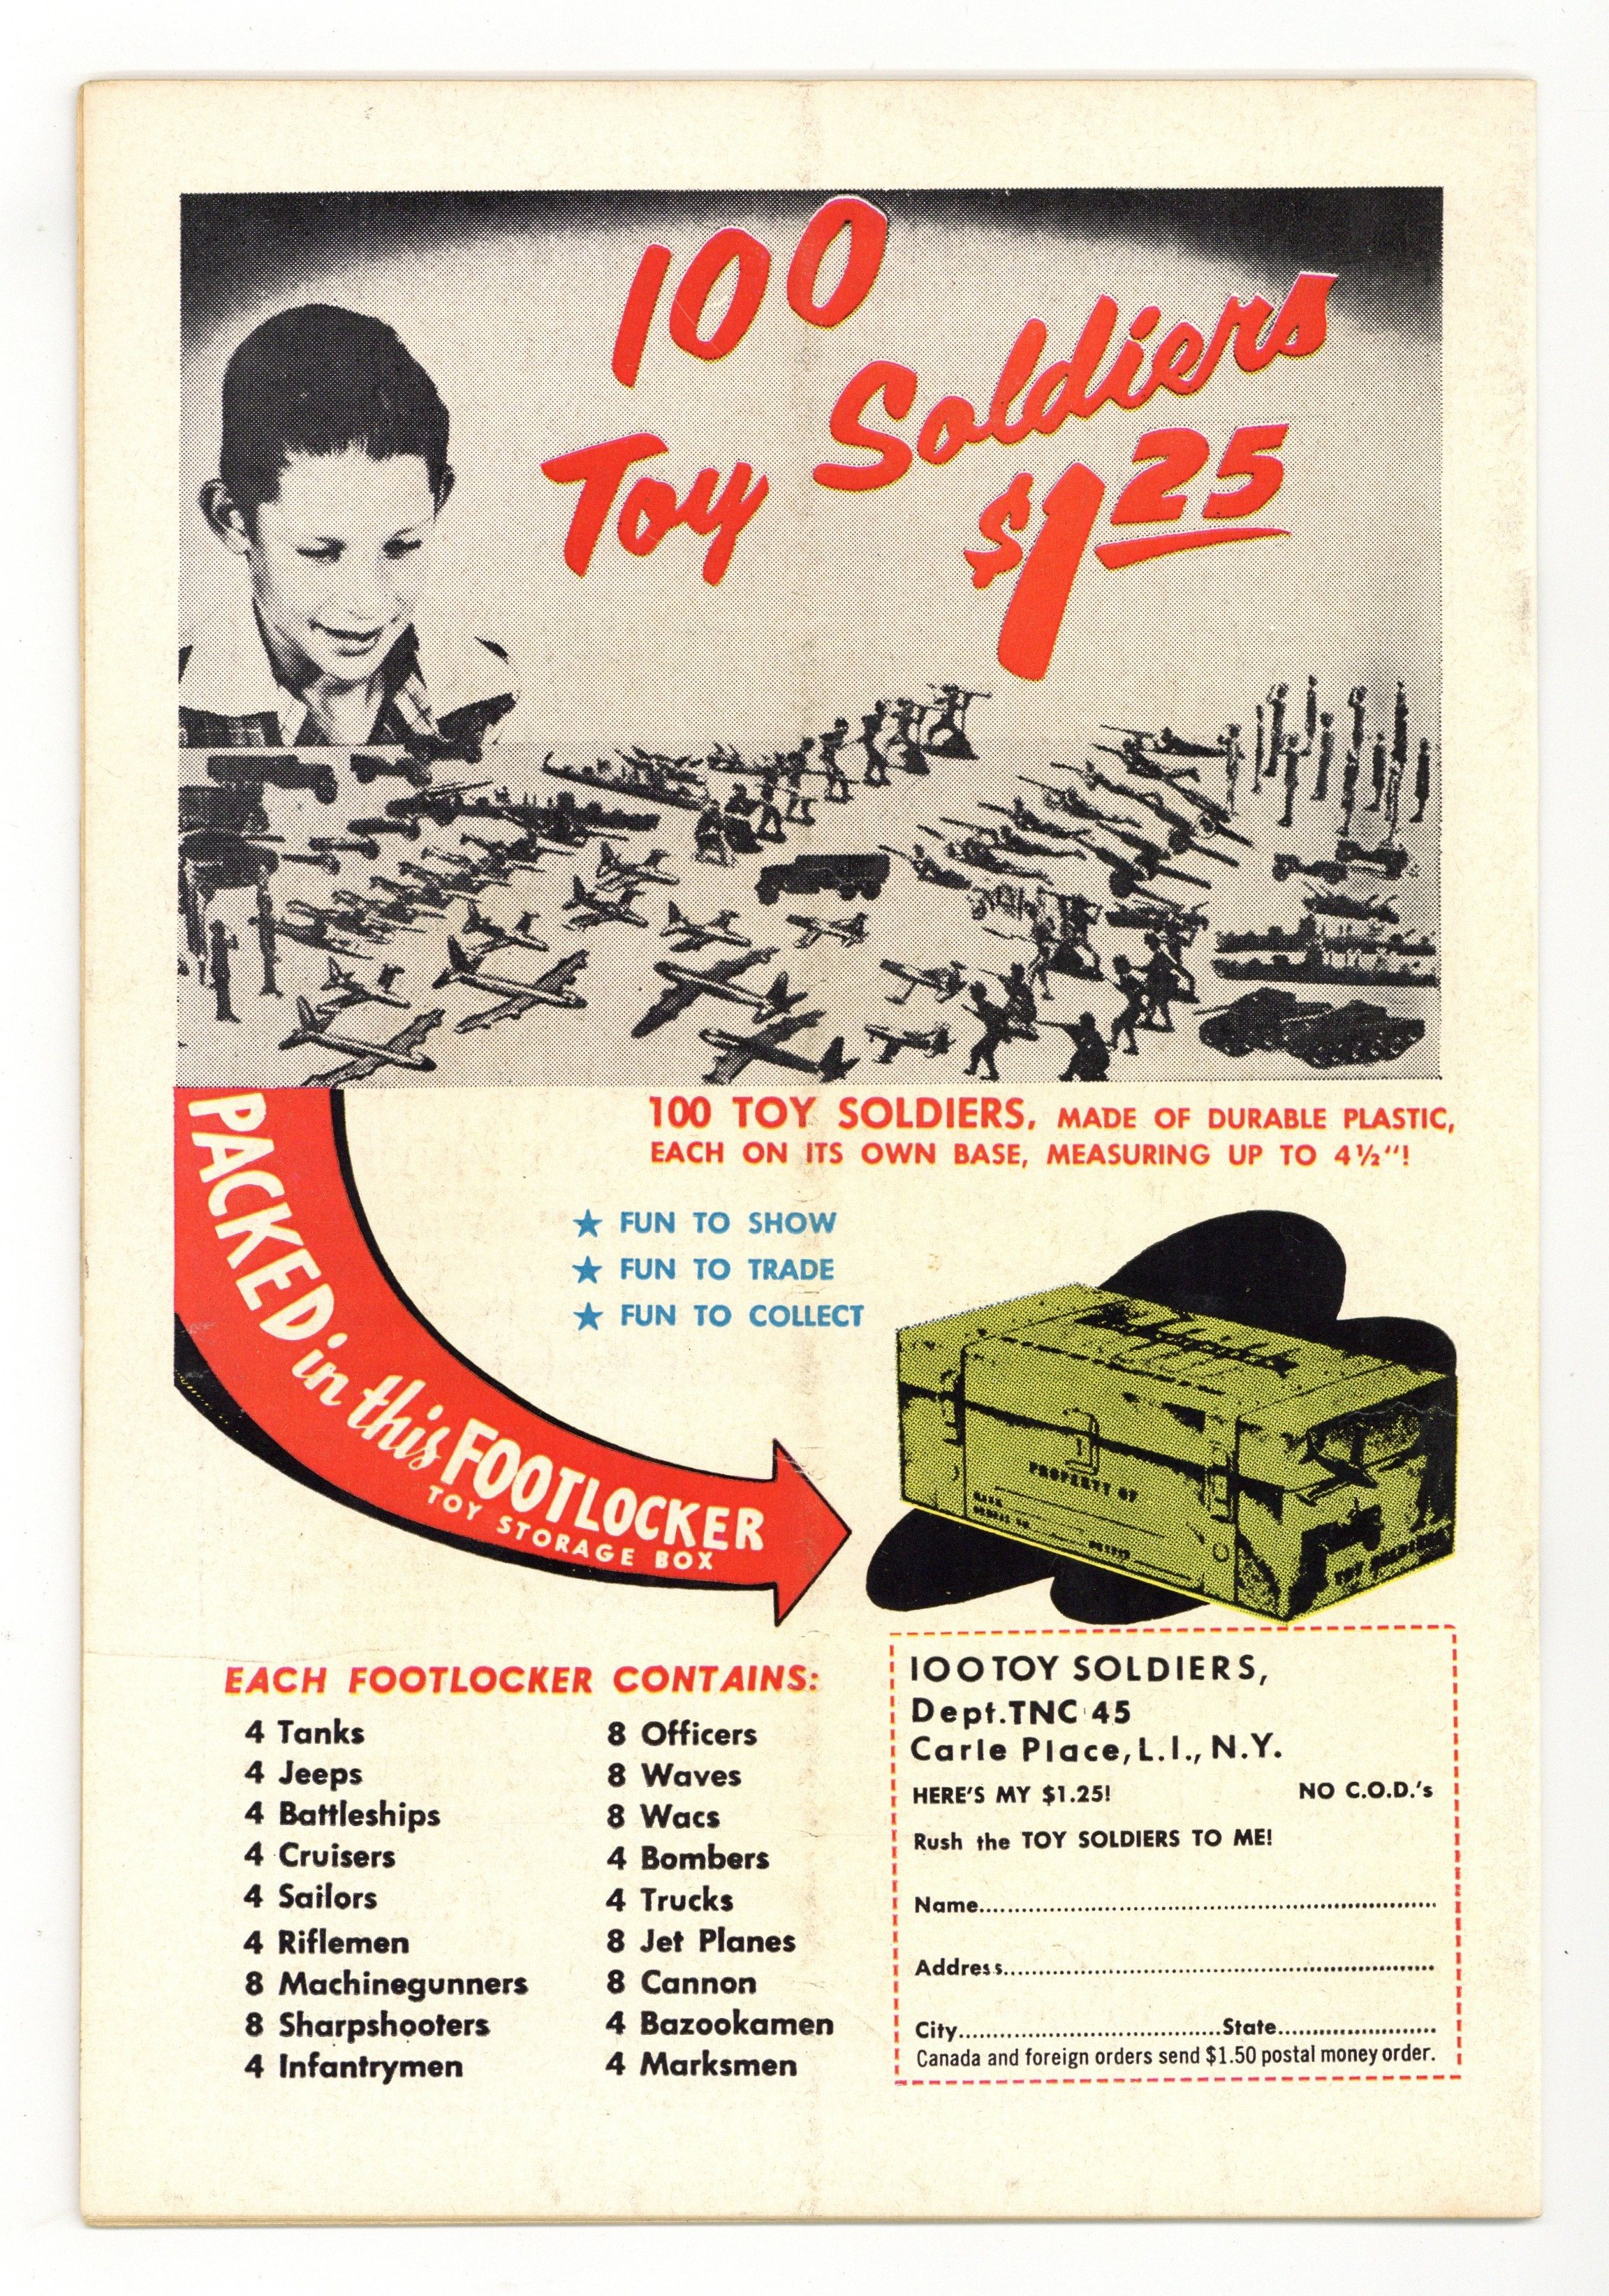 100
Toy Soldiers
$1 25
PACKED in this FOOTLOCKER
TOY STORAGE BOX
100 TOY SOLDIERS, MADE OF DURABLE PLASTIC,
EACH ON ITS OWN BASE, MEASURING UP TO 4½"!
★ FUN TO SHOW
★ FUN TO TRADE
★ FUN TO COLLECT
PROPERTY OF
EACH FOOTLOCKER CONTAINS:
4 Tanks
4 Jeeps
4 Battleships
4 Cruisers
4 Sailors
4 Riflemen
8 Machinegunners
8 Sharpshooters
4 Infantrymen
8 Officers
8 Waves
8 Wacs
4 Bombers
4 Trucks
8 Jet Planes
8 Cannon
4 Bazookamen
4 Marksmen
100 TOY SOLDIERS,
Dept. TNC 45
Carle Place, L.I., N.Y.
HERE'S MY $1.25! NO C.O.D.'s
Rush the TOY SOLDIERS TO ME!
Name
Address
City State
Canada and foreign orders send $1.50 postal money order.